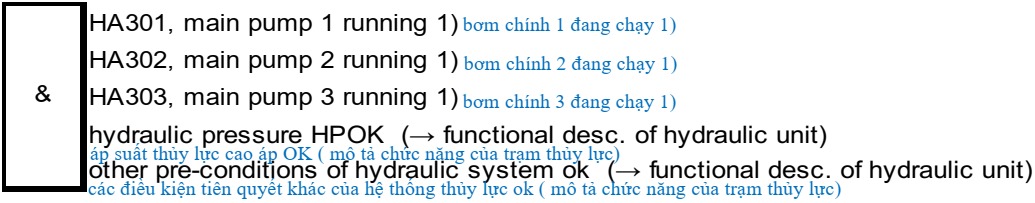 &
HA301, main pump 1 running 1) bơm chính 1 đang chạy 1)
HA302, main pump 2 running 1) bơm chính 2 đang chạy 1)
HA303, main pump 3 running 1) bơm chính 3 đang chạy 1)
hydraulic pressure HPOK (→ functional desc. of hydraulic unit)
áp suất thủy lực cao áp OK ( mô tả chức năng của trạm thủy lực)
other pre-conditions of hydraulic system ok (→ functional desc. of hydraulic unit)
các điều kiện tiên quyết khác của hệ thống thủy lực ok ( mô tả chức năng của trạm thủy lực)